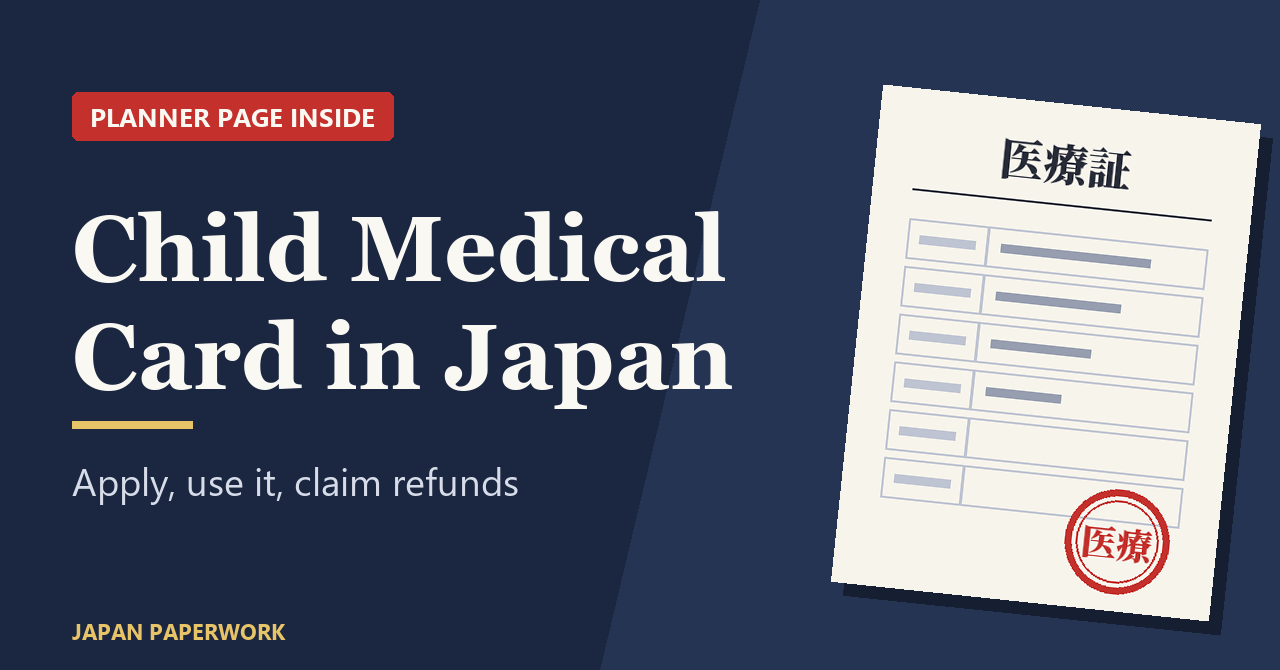 PLANNER PAGE INSIDE
Child Medical
Card in Japan
Apply, use it, claim refunds
JAPAN PAPERWORK
医療証
医療